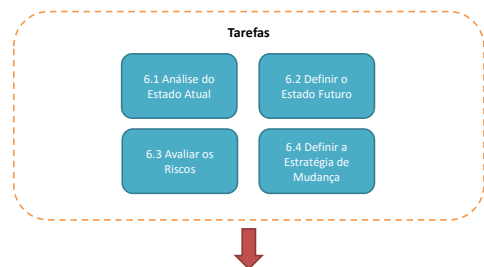 Tarefas
6.1 Análise do
Estado Atual
6.2 Definir o
Estado Futuro
6.3 Avaliar os
Riscos
6.4 Definir a
Estratégia de
Mudança